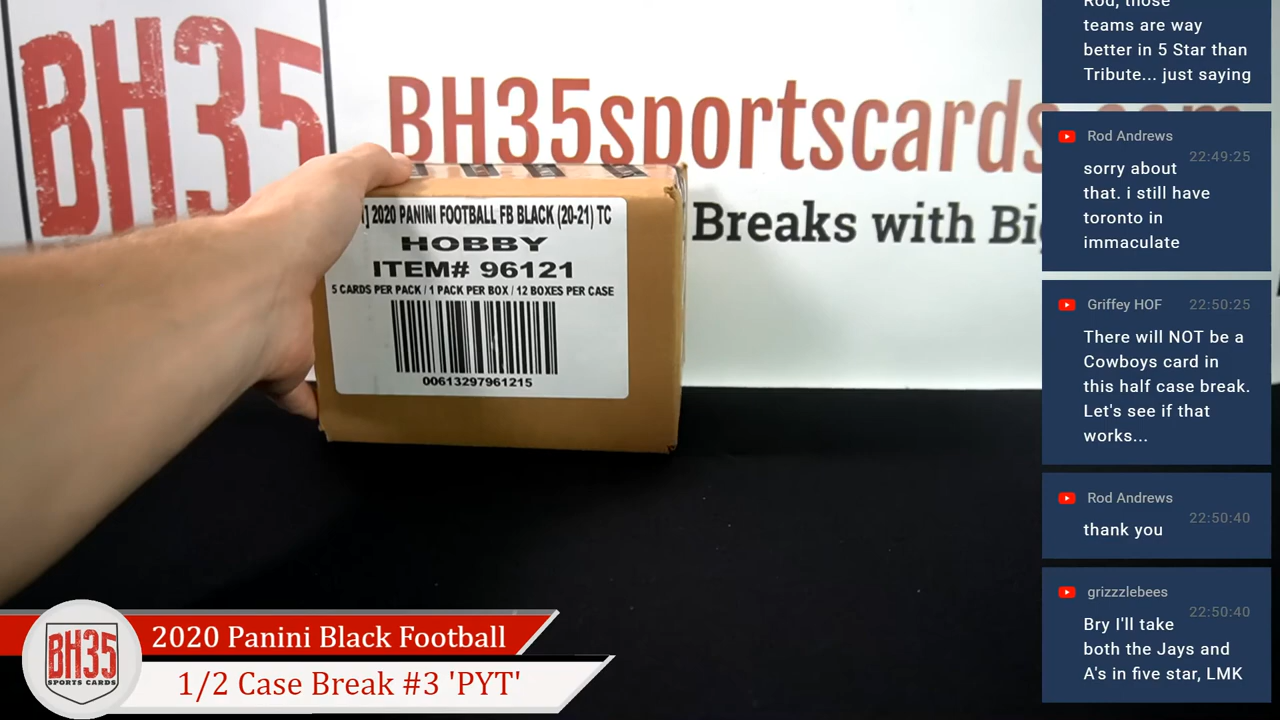 BH35
BH35sportscards.com
Breaks with
] 2020 PANINI FOOTBALL FB BLACK (20-21) TC
HOBBY
ITEM# 96121
5 CARDS PER PACK / 1 PACK PER BOX / 12 BOXES PER CASE
00613297961215
BH35
SPORTS CARDS
2020 Panini Black Football
1/2 Case Break #3 'PYT'
Rod, those
teams are way
better in 5 Star than
Tribute... just saying
Rod Andrews
22:49:25
sorry about
that. i still have
toronto in
immaculate
Griffey HOF 22:50:25
There will NOT be a
Cowboys card in
this half case break.
Let's see if that
works...
Rod Andrews
22:50:40
thank you
grizzzlebees
22:50:40
Bry I'll take
both the Jays and
A's in five star, LMK